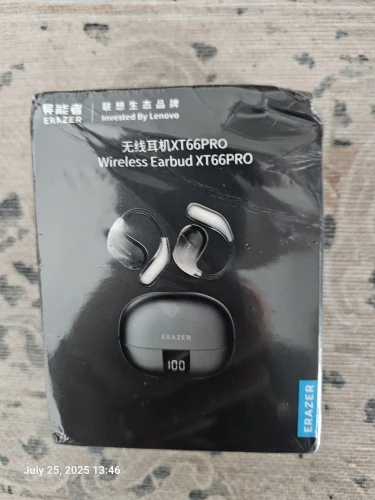 异能者
ERAZER
联想生态品牌
Invested By Lenovo
无线耳机XT66PRO
Wireless Earbud XT66PRO
ERAZER
100
ERAZER
July 25, 2025 13:46